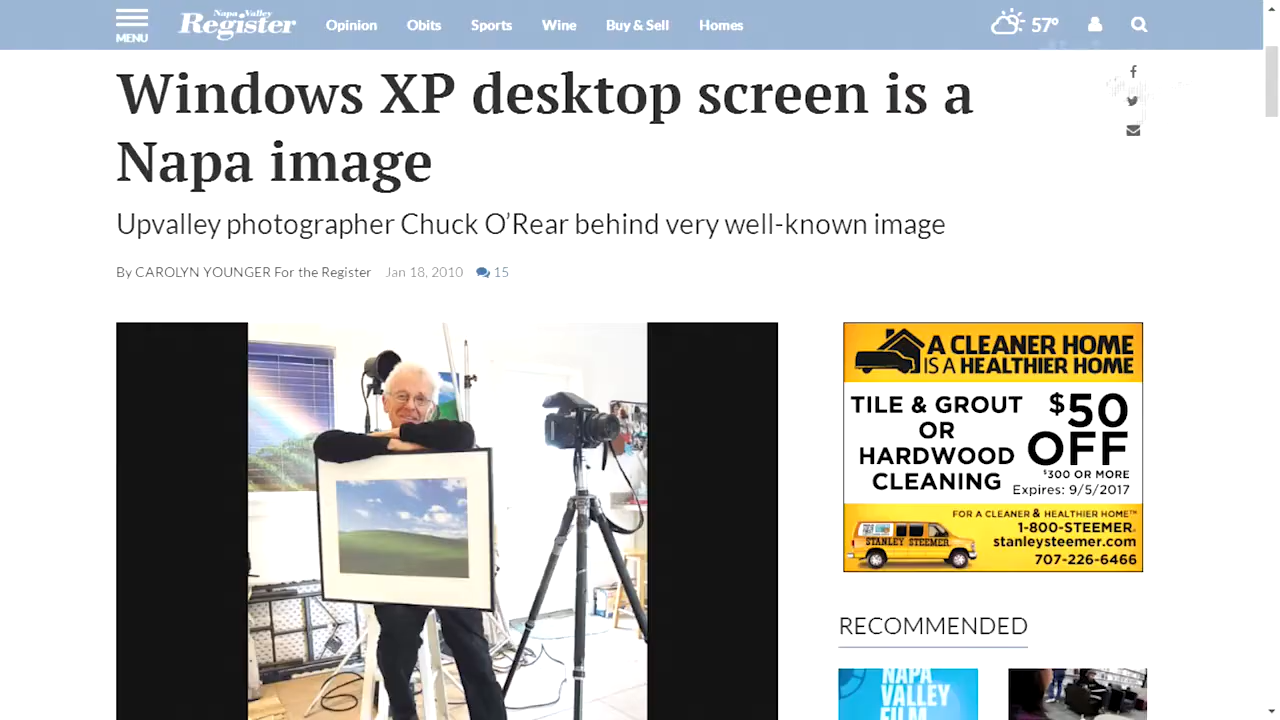 MENU
Napa Valley
Register
Opinion
Obits
Sports
Wine
Buy & Sell
Homes
57°
Windows XP desktop screen is a
Napa image
Upvalley photographer Chuck O’Rear behind very well-known image
By CAROLYN YOUNGER For the Register
Jan 18, 2010
15
A CLEANER HOME
IS A HEALTHIER HOME
TILE & GROUT
OR
HARDWOOD
CLEANING
$50
OFF
$300 OR MORE
Expires: 9/5/2017
FOR A CLEANER & HEALTHIER HOME™
1-800-STEEMER®
stanleysteemer.com
707-226-6466
STANLEY STEEMER
RECOMMENDED
NAPA
VALLEY
FILM